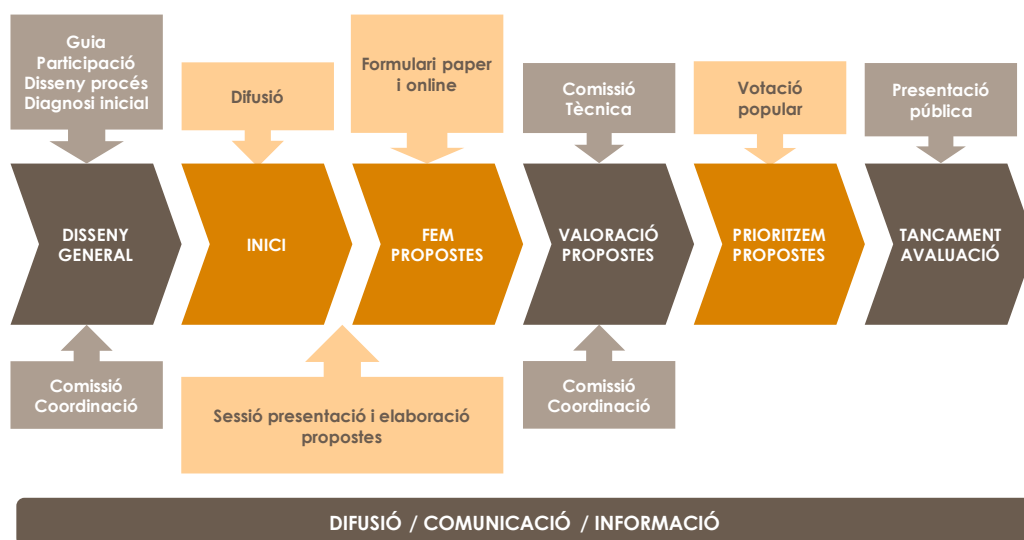 Guia
Participació
Disseny procés
Diagnosi inicial
Difusió
Formulari paper
i online
Comissió
Tècnica
Votació
popular
Presentació
pública
DISSENY
GENERAL
INICI
FEM
PROPOSTES
VALORACIÓ
PROPOSTES
PRIORITZEM
PROPOSTES
TANCAMENT
AVALUACIÓ
Comissió
Coordinació
Sessió presentació i elaboració
propostes
Comissió
Coordinació
DIFUSIÓ / COMUNICACIÓ / INFORMACIÓ